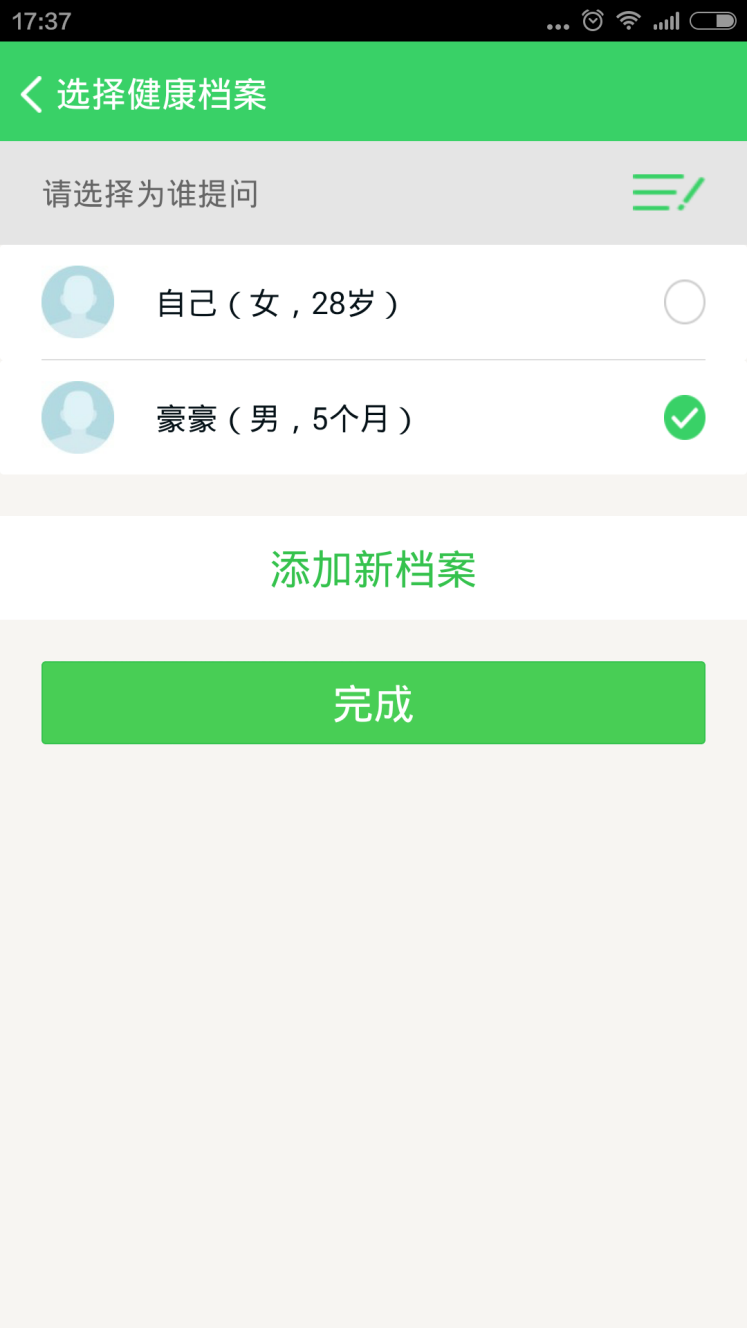 17:37
选择健康档案
请选择为谁提问
自己（女，28岁）
豪豪（男，5个月）
添加新档案
完成